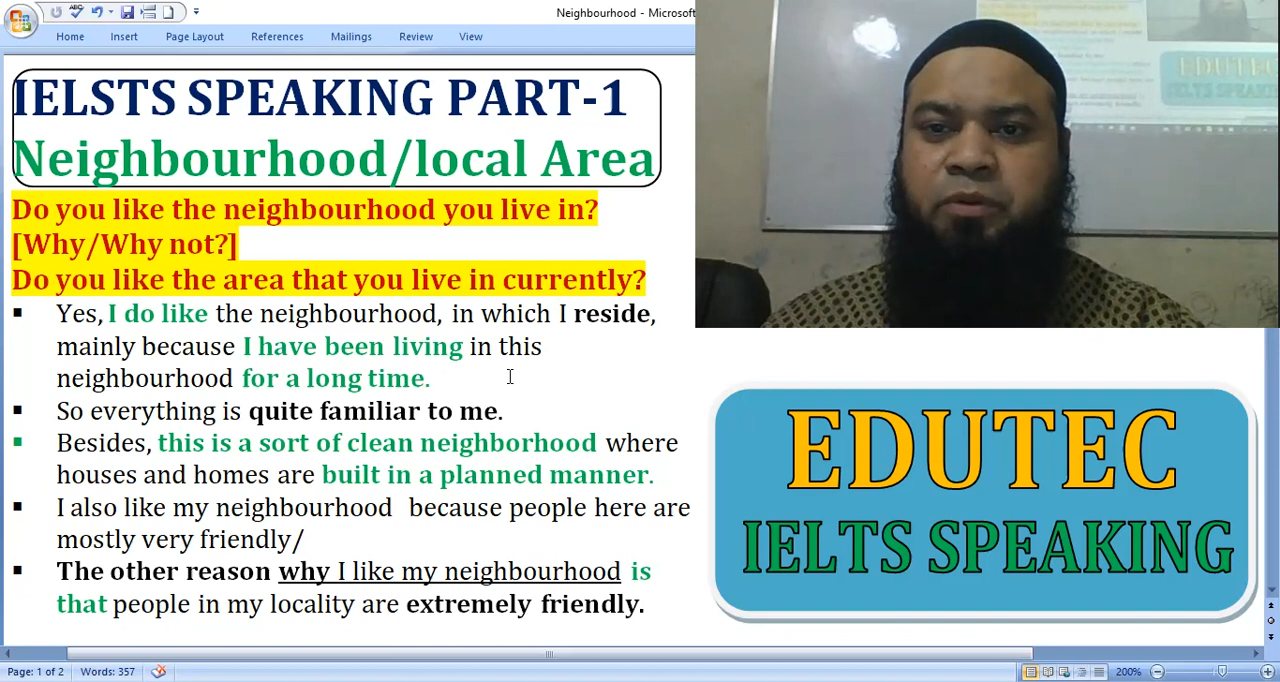 Neighbourhood - Microsoft
Home Insert Page Layout References Mailings Review View
IELSTS SPEAKING PART-1
Neighbourhood/local Area
Do you like the neighbourhood you live in?
[Why/Why not?]
Do you like the area that you live in currently?
Yes, I do like the neighbourhood, in which I reside,
mainly because I have been living in this
neighbourhood for a long time.
So everything is quite familiar to me.
Besides, this is a sort of clean neighborhood where
houses and homes are built in a planned manner.
I also like my neighbourhood because people here are
mostly very friendly/
The other reason why I like my neighbourhood is
that people in my locality are extremely friendly.
EDUTEC
IELTS SPEAKING
Page: 1 of 2 Words: 357 200%